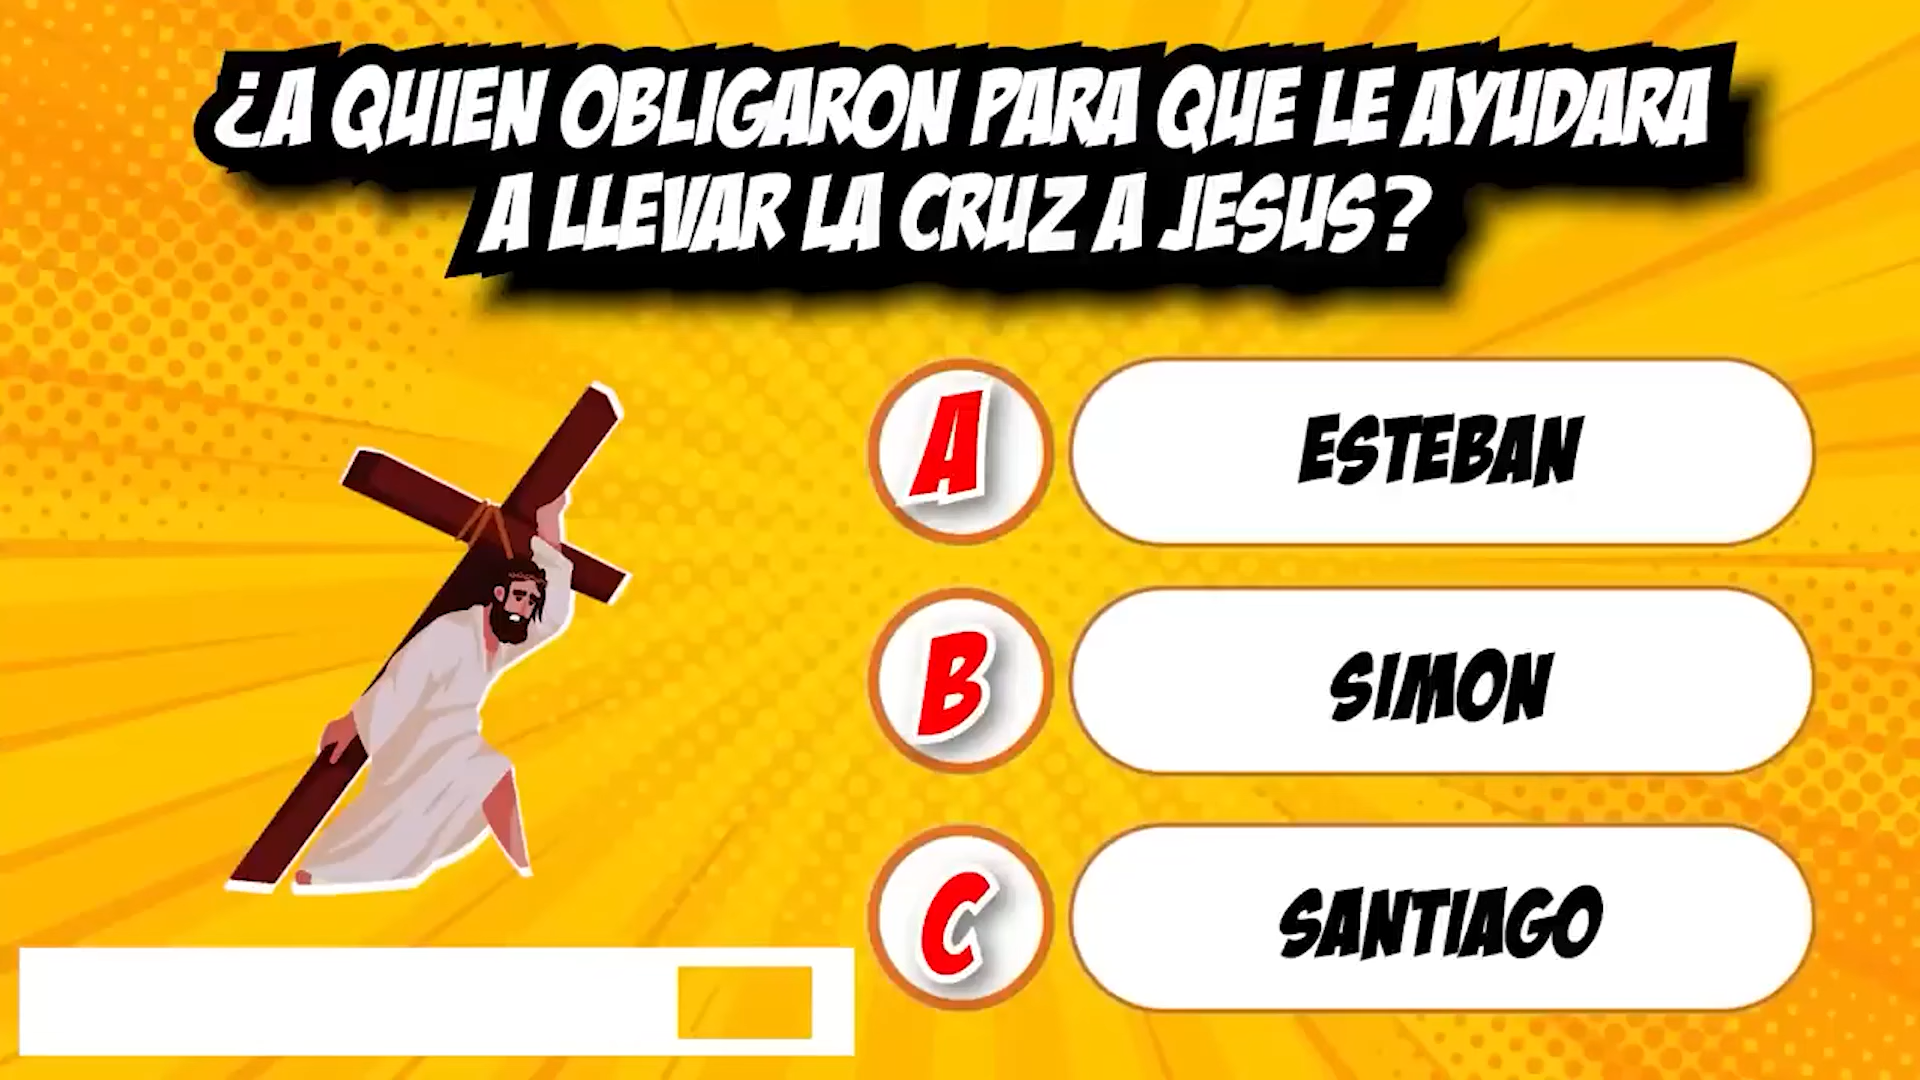 ¿A QUIEN OBLIGARON PARA QUE LE AYUDARA
A LLEVAR LA CRUZ A JESUS?
A ESTEBAN
B SIMON
C SANTIAGO